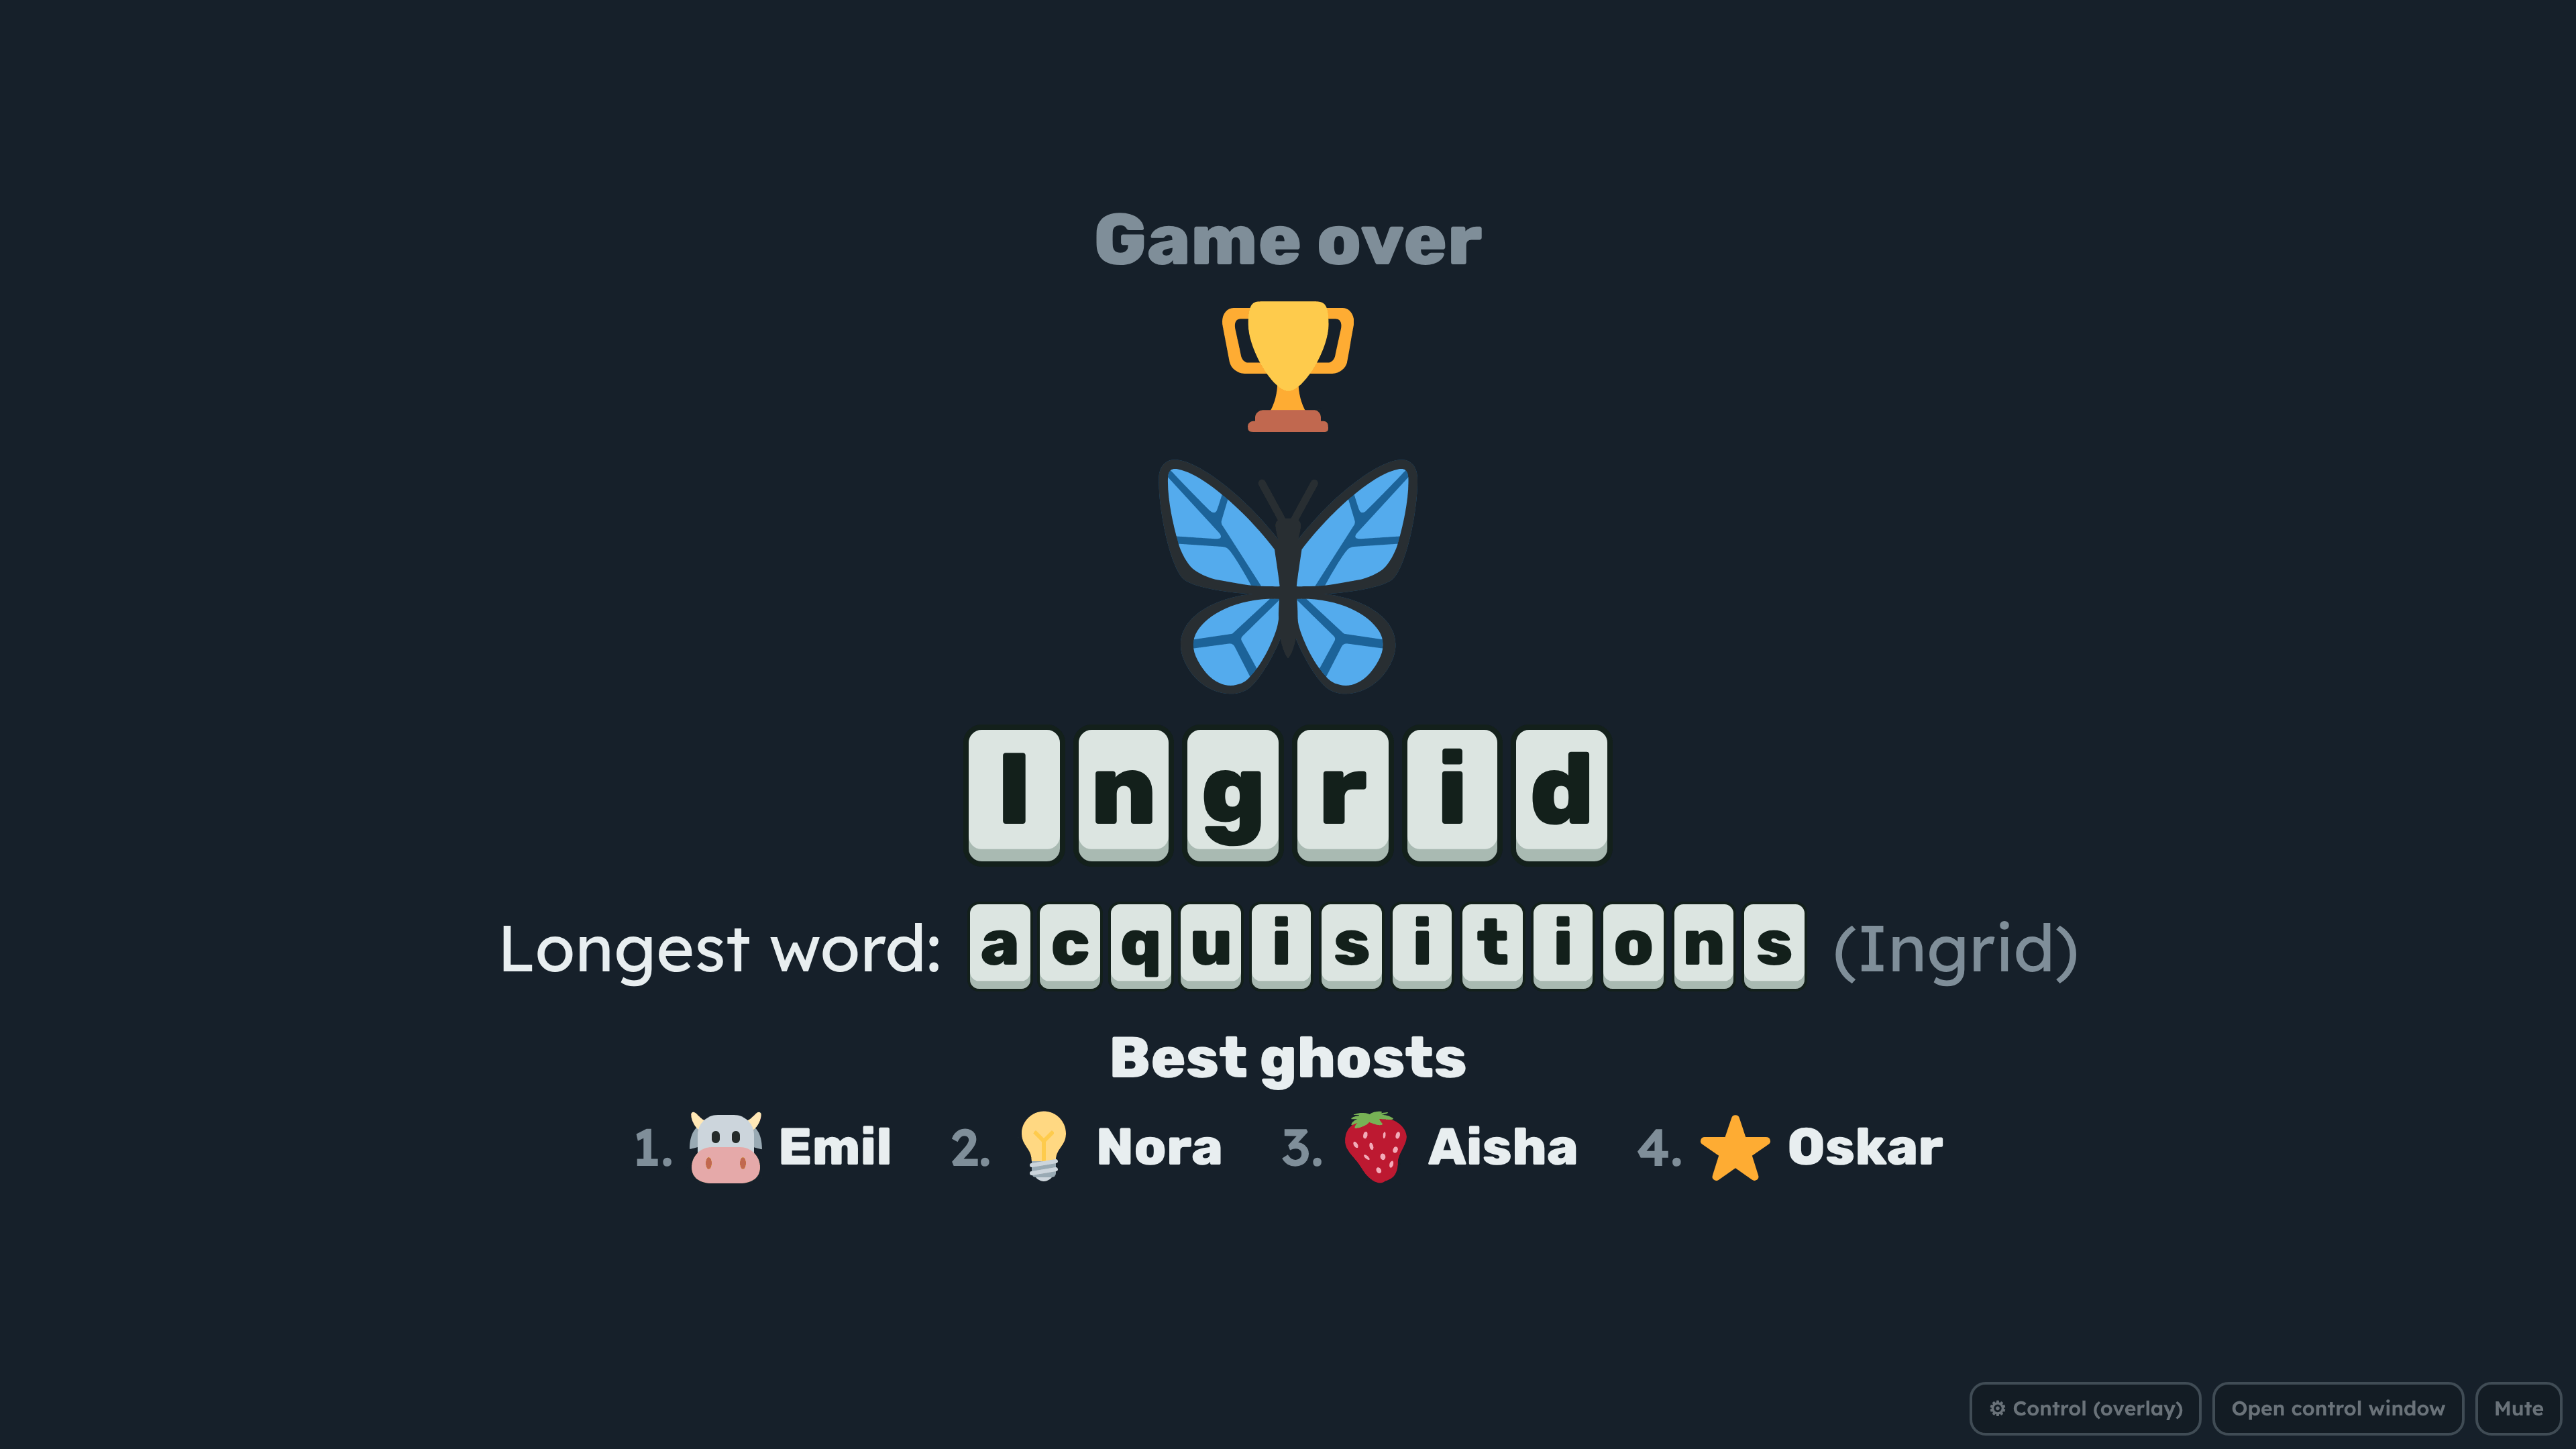 Game over
Ingrid
Longest word: acquisitions (Ingrid)
Best ghosts
1. Emil 2. Nora 3. Aisha 4. Oskar
⚙ Control (overlay) Open control window Mute